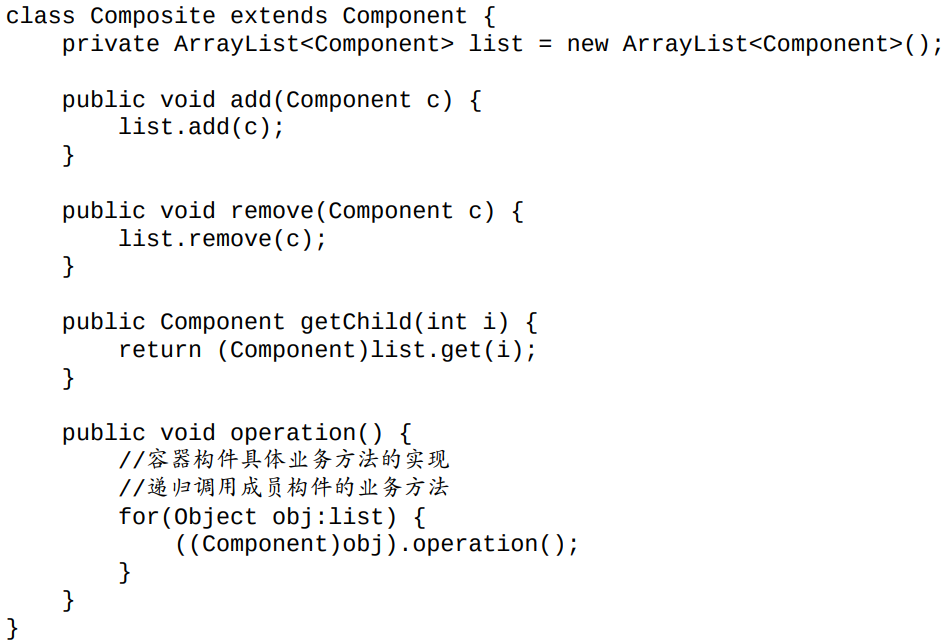 class Composite extends Component {
    private ArrayList<Component> list = new ArrayList<Component>();
    public void add(Component c) {
        list.add(c);
    }
    public void remove(Component c) {
        list.remove(c);
    }
    public Component getChild(int i) {
        return (Component)list.get(i);
    }
    public void operation() {
        //容器构件具体业务方法的实现
        //递归调用成员构件的业务方法
        for(Object obj:list) {
            ((Component)obj).operation();
        }
    }
}